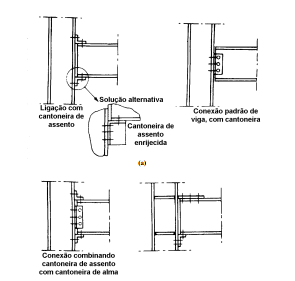 Ligação com
cantoneira de
assento
Solução alternativa
Cantoneira de
assento
enrijecida
Conexão padrão de
viga, com cantoneira
(a)
Conexão combinando
cantoneira de assento
com cantoneira de alma